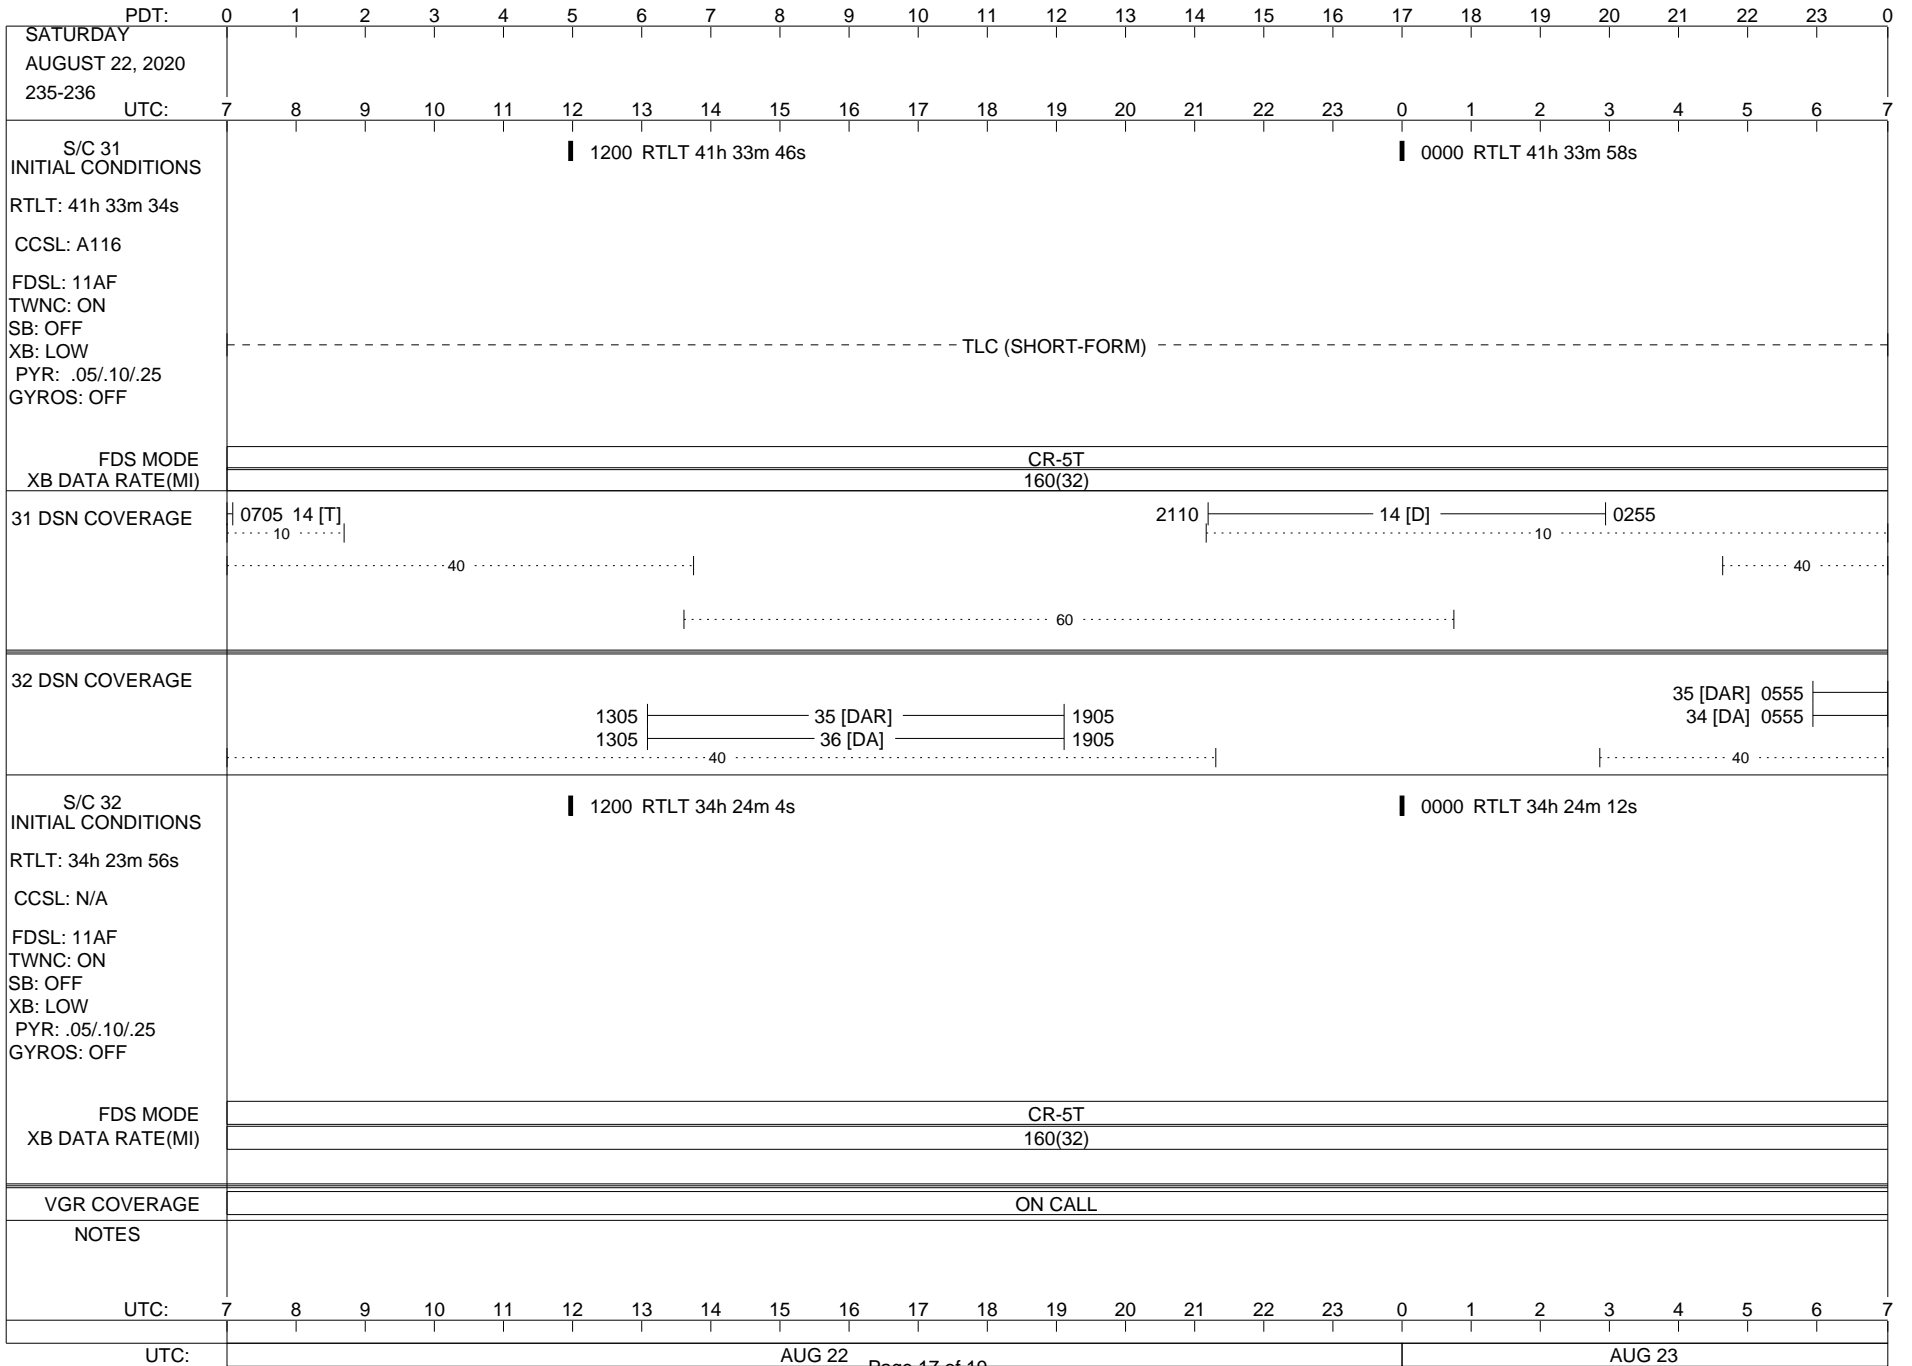 PDT: 0 1 2 3 4 5 6 7 8 9 10 11 12 13 14 15 16 17 18 19 20 21 22 23 0
SATURDAY
AUGUST 22, 2020
235-236
UTC: 7 8 9 10 11 12 13 14 15 16 17 18 19 20 21 22 23 0 1 2 3 4 5 6 7
S/C 31
INITIAL CONDITIONS
1200 RTLT 41h 33m 46s
0000 RTLT 41h 33m 58s
RTLT: 41h 33m 34s
CCSL: A116
FDSL: 11AF
TWNC: ON
SB: OFF
XB: LOW
TLC (SHORT-FORM)
PYR: .05/.10/.25
GYROS: OFF
FDS MODE CR-5T
XB DATA RATE(MI) 160(32)
31 DSN COVERAGE 0705 14 [T] 2110 14 [D] 0255
10 10
40 40
60
32 DSN COVERAGE
35 [DAR] 0555
1305 35 [DAR] 1905 34 [DA] 0555
1305 36 [DA] 1905
40 40
S/C 32
INITIAL CONDITIONS
1200 RTLT 34h 24m 4s
0000 RTLT 34h 24m 12s
RTLT: 34h 23m 56s
CCSL: N/A
FDSL: 11AF
TWNC: ON
SB: OFF
XB: LOW
PYR: .05/.10/.25
GYROS: OFF
FDS MODE CR-5T
XB DATA RATE(MI) 160(32)
VGR COVERAGE ON CALL
NOTES
UTC: 7 8 9 10 11 12 13 14 15 16 17 18 19 20 21 22 23 0 1 2 3 4 5 6 7
UTC: AUG 22 AUG 23
Page 17 of 19